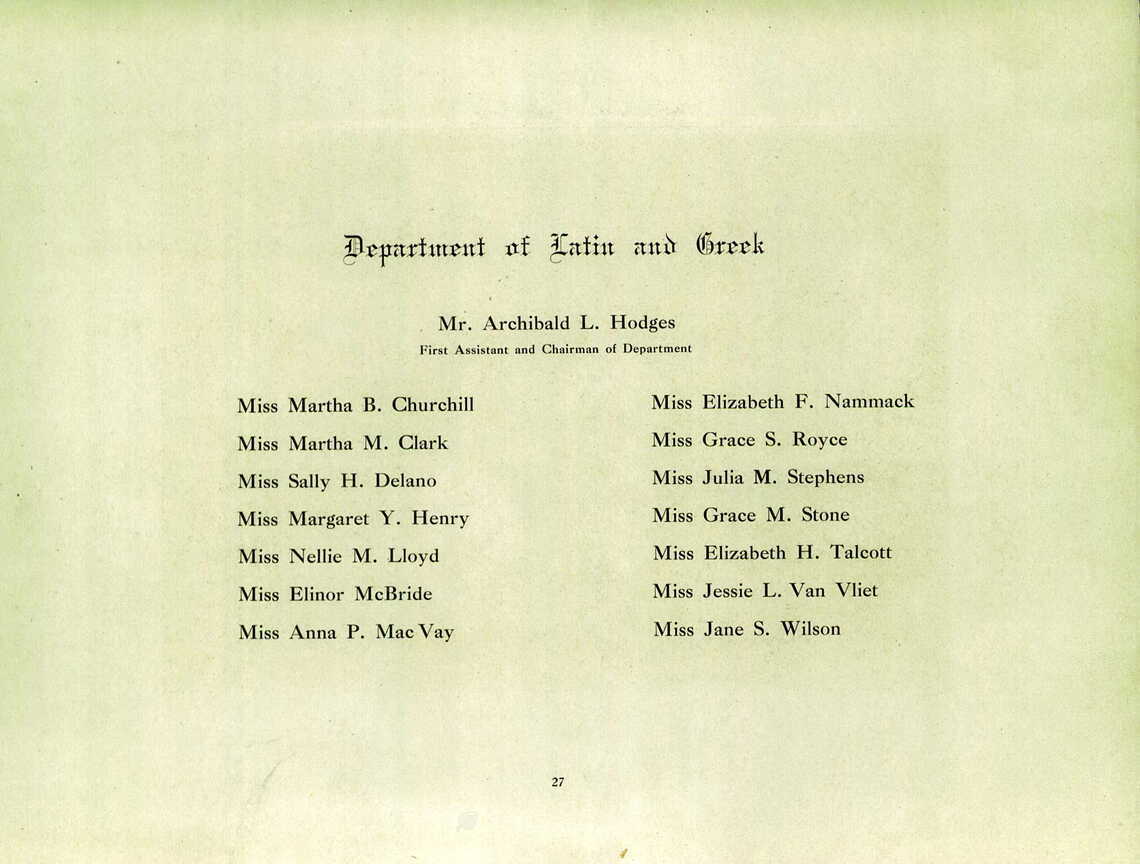 Department of Latin and Greek
Mr. Archibald L. Hodges
First Assistant and Chairman of Department
Miss Martha B. Churchill
Miss Martha M. Clark
Miss Sally H. Delano
Miss Margaret Y. Henry
Miss Nellie M. Lloyd
Miss Elinor McBride
Miss Anna P. Mac Vay
Miss Elizabeth F. Nammack
Miss Grace S. Royce
Miss Julia M. Stephens
Miss Grace M. Stone
Miss Elizabeth H. Talcott
Miss Jessie L. Van Vliet
Miss Jane S. Wilson
27